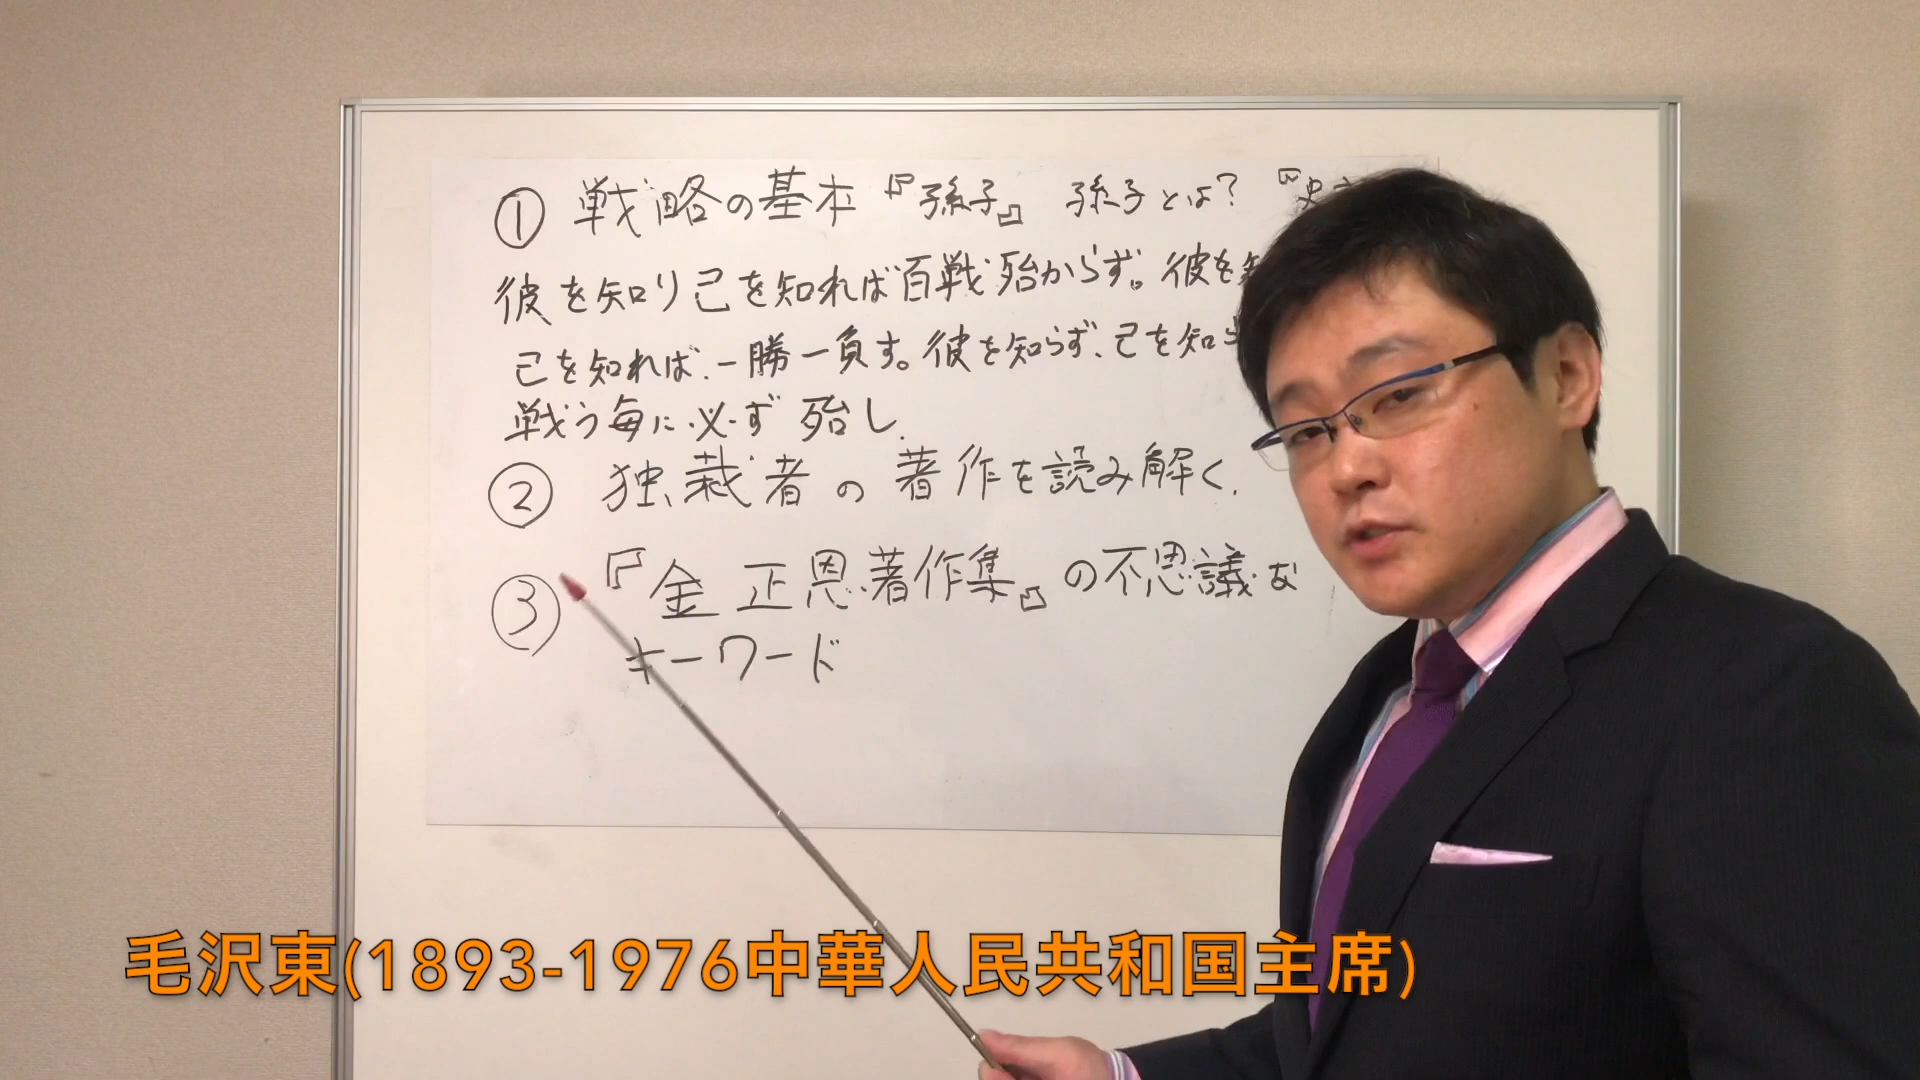 ① 戦略の基本『孫子』 孫子とは?『史
彼を知り己を知れば百戦殆からず。彼を
己を知れば、一勝一負す。彼を知らず、己を知
戦う毎に必ず殆し.
② 独裁者の著作を読み解く.
③ 『金正恩著作集』の不思議な
キーワード
毛沢東(1893-1976中華人民共和国主席)